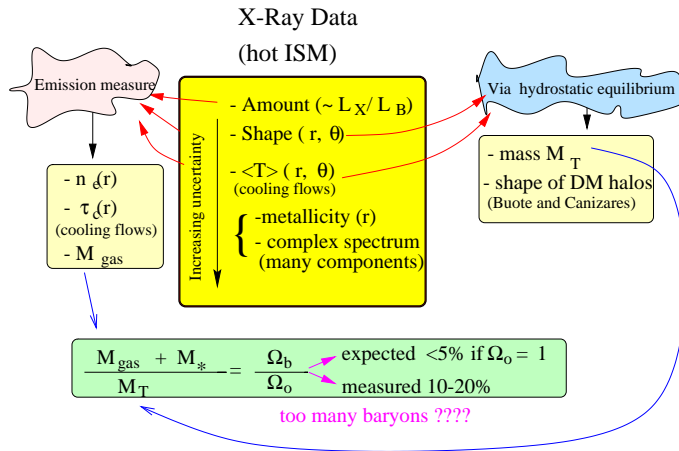 X-Ray Data
(hot ISM)
Emission measure
- n e(r)
- τ c(r)
(cooling flows)
- M gas
Increasing uncertainty
- Amount (~ L X / L B)
- Shape ( r, θ)
- <T> ( r, θ)
(cooling flows)
{ -metallicity (r)
- complex spectrum
(many components)
Via hydrostatic equilibrium
- mass M T
- shape of DM halos
(Buote and Canizares)
M gas + M * = Ω b
M T Ω o
expected <5% if Ω o = 1
measured 10-20%
too many baryons ????